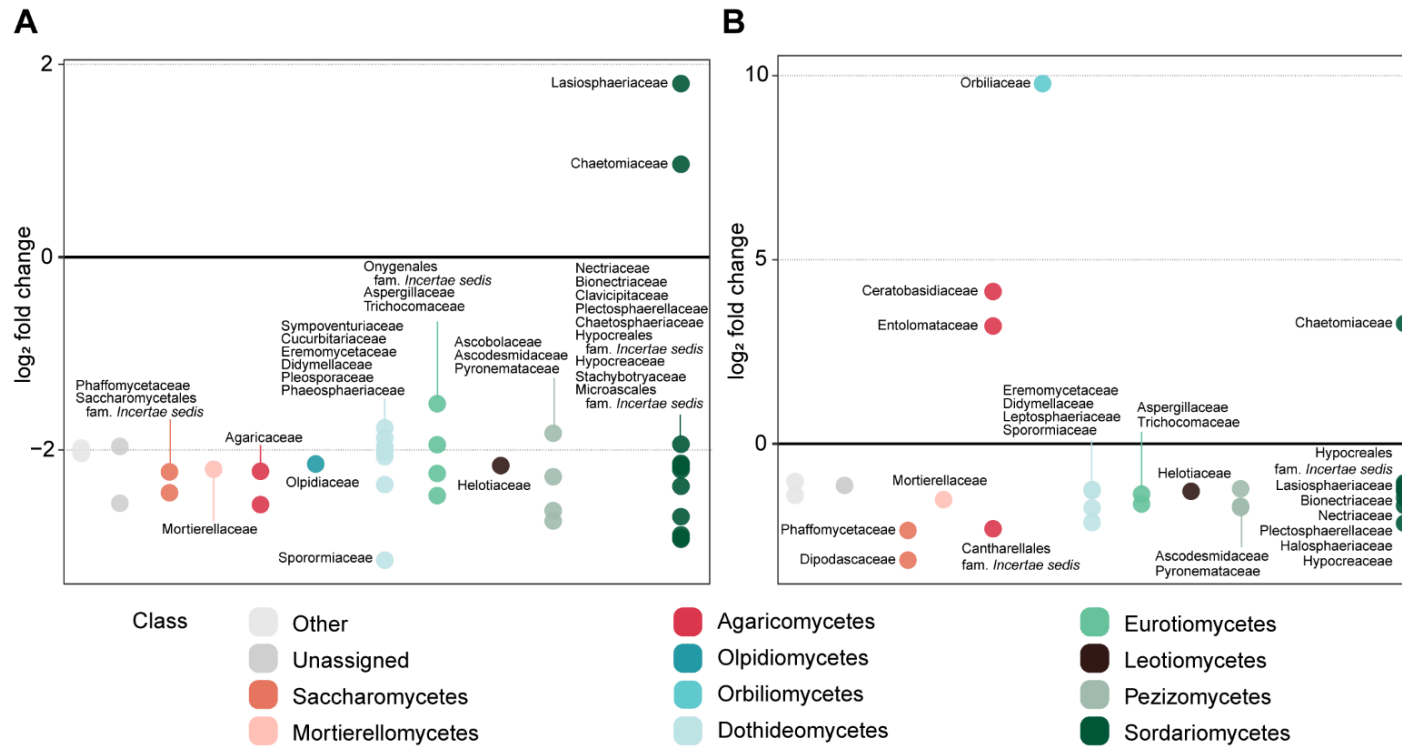 A
log₂ fold change
2
0
−2
Lasiosphaeriaceae
Chaetomiaceae
Phaffomycetaceae
Saccharomycetales
fam. Incertae sedis
Mortierellaceae
Agaricaceae
Olpidiaceae
Sympoventuriaceae
Cucurbitariaceae
Eremomycetaceae
Didymellaceae
Pleosporaceae
Phaeosphaeriaceae
Sporormiaceae
Onygenales
fam. Incertae sedis
Aspergillaceae
Trichocomaceae
Helotiaceae
Ascobolaceae
Ascodesmidaceae
Pyronemataceae
Nectriaceae
Bionectriaceae
Clavicipitaceae
Plectosphaerellaceae
Chaetosphaeriaceae
Hypocreales
fam. Incertae sedis
Hypocreaceae
Stachybotryaceae
Microascales
fam. Incertae sedis
B
log₂ fold change
10
5
0
Orbiliaceae
Ceratobasidiaceae
Entolomataceae
Chaetomiaceae
Phaffomycetaceae
Dipodascaceae
Mortierellaceae
Cantharellales
fam. Incertae sedis
Eremomycetaceae
Didymellaceae
Leptosphaeriaceae
Sporormiaceae
Aspergillaceae
Trichocomaceae
Helotiaceae
Ascodesmidaceae
Pyronemataceae
Hypocreales
fam. Incertae sedis
Lasiosphaeriaceae
Bionectriaceae
Nectriaceae
Plectosphaerellaceae
Halosphaeriaceae
Hypocreaceae
Class
Other
Unassigned
Saccharomycetes
Mortierellomycetes
Agaricomycetes
Olpidiomycetes
Orbiliomycetes
Dothideomycetes
Eurotiomycetes
Leotiomycetes
Pezizomycetes
Sordariomycetes